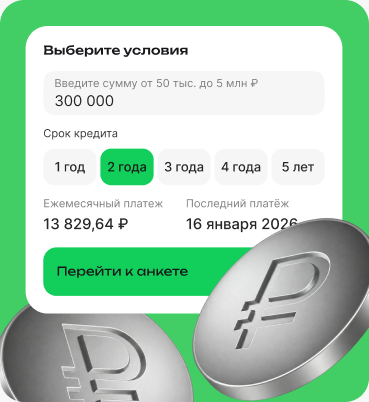 Выберите условия
Введите сумму от 50 тыс. до 5 млн ₽
300 000
Срок кредита
1 год 2 года 3 года 4 года 5 лет
Ежемесячный платеж Последний платёж
13 829,64 ₽ 16 января 2026
Перейти к анкете